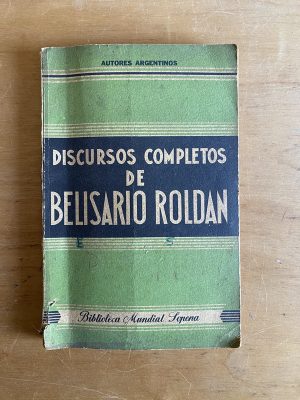 AUTORES ARGENTINOS
DISCURSOS COMPLETOS
DE
BELISARIO ROLDAN
E S
Biblioteca Mundial Sopena